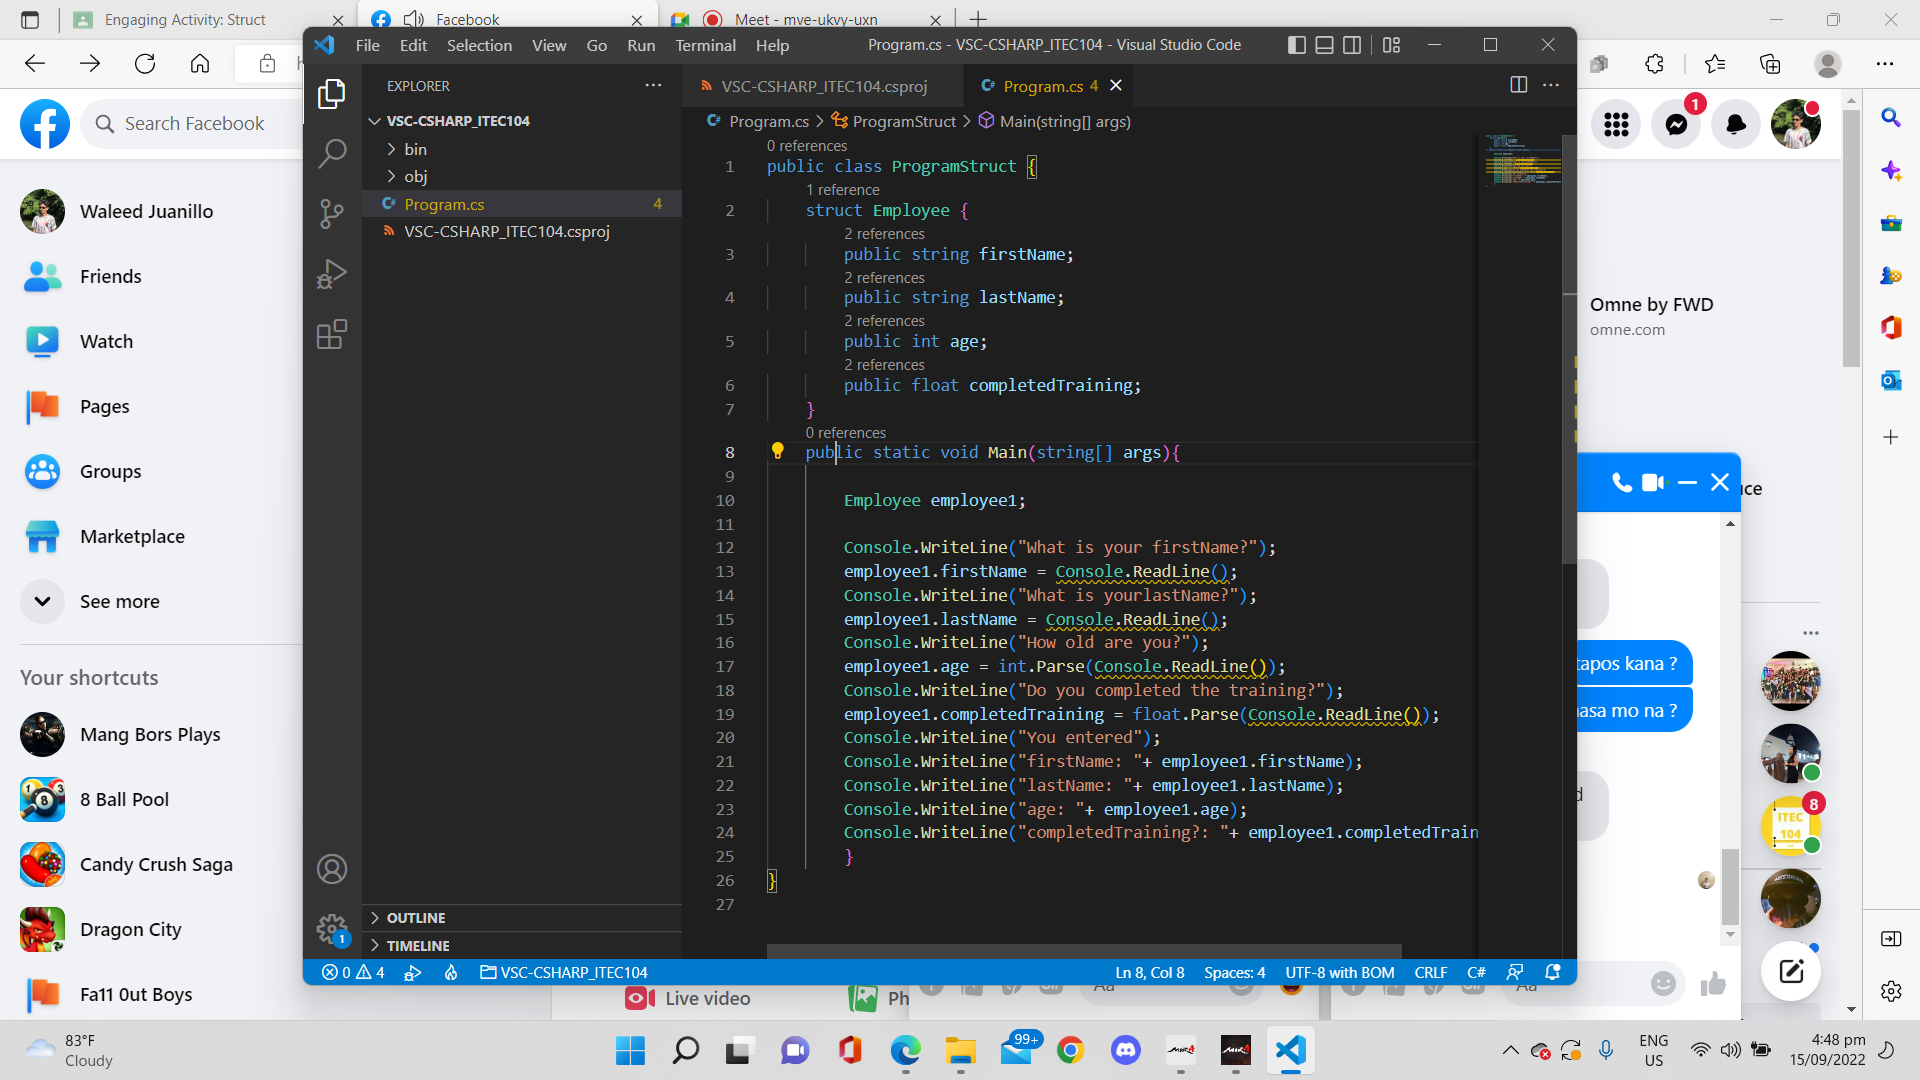 Engaging Activity: Struct
Facebook
Meet - mve-ukvy-uxn
File Edit Selection View Go Run Terminal Help
Program.cs - VSC-CSHARP_ITEC104 - Visual Studio Code
Search Facebook
1
Waleed Juanillo
Friends
Watch
Pages
Groups
Marketplace
See more
Your shortcuts
Mang Bors Plays
8 Ball Pool
Candy Crush Saga
Dragon City
Fa11 0ut Boys
EXPLORER
VSC-CSHARP_ITEC104
bin
obj
Program.cs 4
VSC-CSHARP_ITEC104.csproj
OUTLINE
TIMELINE
1
VSC-CSHARP_ITEC104.csproj
Program.cs 4
Program.cs > ProgramStruct > Main(string[] args)
0 references
1 public class ProgramStruct {
1 reference
2 struct Employee {
2 references
3 public string firstName;
2 references
4 public string lastName;
2 references
5 public int age;
2 references
6 public float completedTraining;
7 }
0 references
8 public static void Main(string[] args){
9
10 Employee employee1;
11
12 Console.WriteLine("What is your firstName?");
13 employee1.firstName = Console.ReadLine();
14 Console.WriteLine("What is yourlastName?");
15 employee1.lastName = Console.ReadLine();
16 Console.WriteLine("How old are you?");
17 employee1.age = int.Parse(Console.ReadLine());
18 Console.WriteLine("Do you completed the training?");
19 employee1.completedTraining = float.Parse(Console.ReadLine());
20 Console.WriteLine("You entered");
21 Console.WriteLine("firstName: "+ employee1.firstName);
22 Console.WriteLine("lastName: "+ employee1.lastName);
23 Console.WriteLine("age: "+ employee1.age);
24 Console.WriteLine("completedTraining?: "+ employee1.completedTrain
25 }
26 }
27
0 4
VSC-CSHARP_ITEC104
Ln 8, Col 8 Spaces: 4 UTF-8 with BOM CRLF C#
Omne by FWD
omne.com
tapos kana ?
mo na ?
8
ITEC
104
Live video
Ph
Aa
Aa
83°F
Cloudy
99+
ENG
US
4:48 pm
15/09/2022